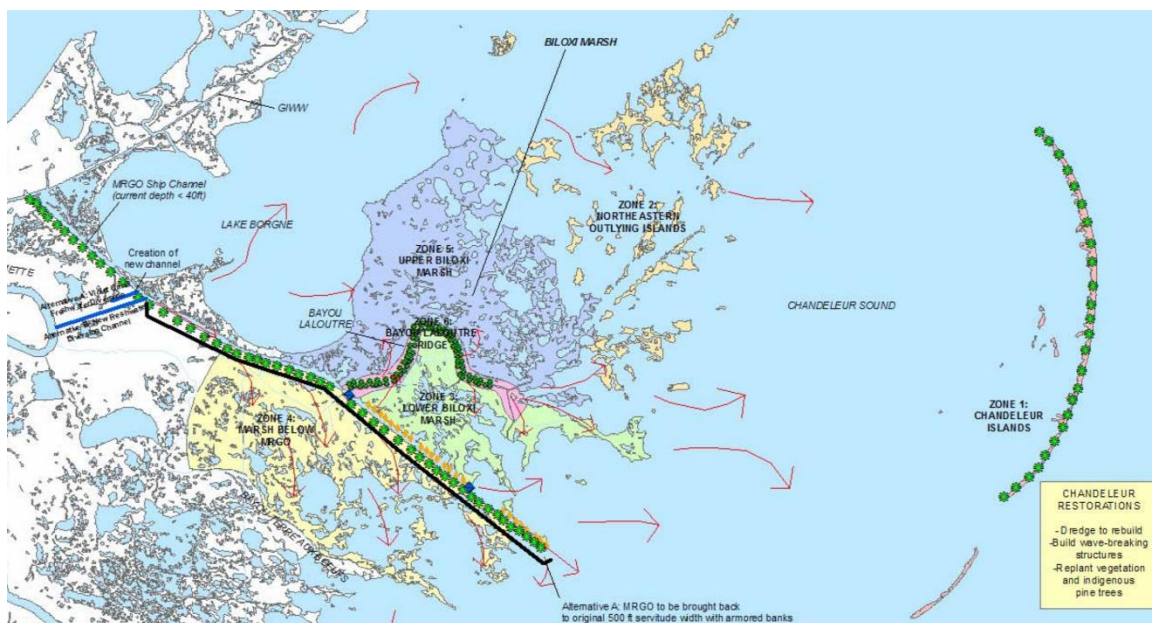 BILOXI MARSH
GIWW
MRGO Ship Channel
(current depth < 40ft)
LAKE BORGNE
ZONE 2:
NORTHEASTERN
OUTLYING ISLANDS
Creation of
new channel
ZONE 5:
UPPER BILOXI
MARSH
CHANDELEUR SOUND
BAYOU
LALOUTRE
ZONE 6:
BAYOU LALOUTRE
RIDGE
ZONE 3:
LOWER BILOXI
MARSH
ZONE 4:
MARSH BELOW
MRGO
ZONE 1:
CHANDELEUR
ISLANDS
CHANDELEUR
RESTORATIONS
- Dredge to rebuild
-Build wave-breaking
structures
-Replant vegetation
and indigenous
pine trees
Alternative A: MRGO to be brought back
to original 500 ft servitude width with armored banks